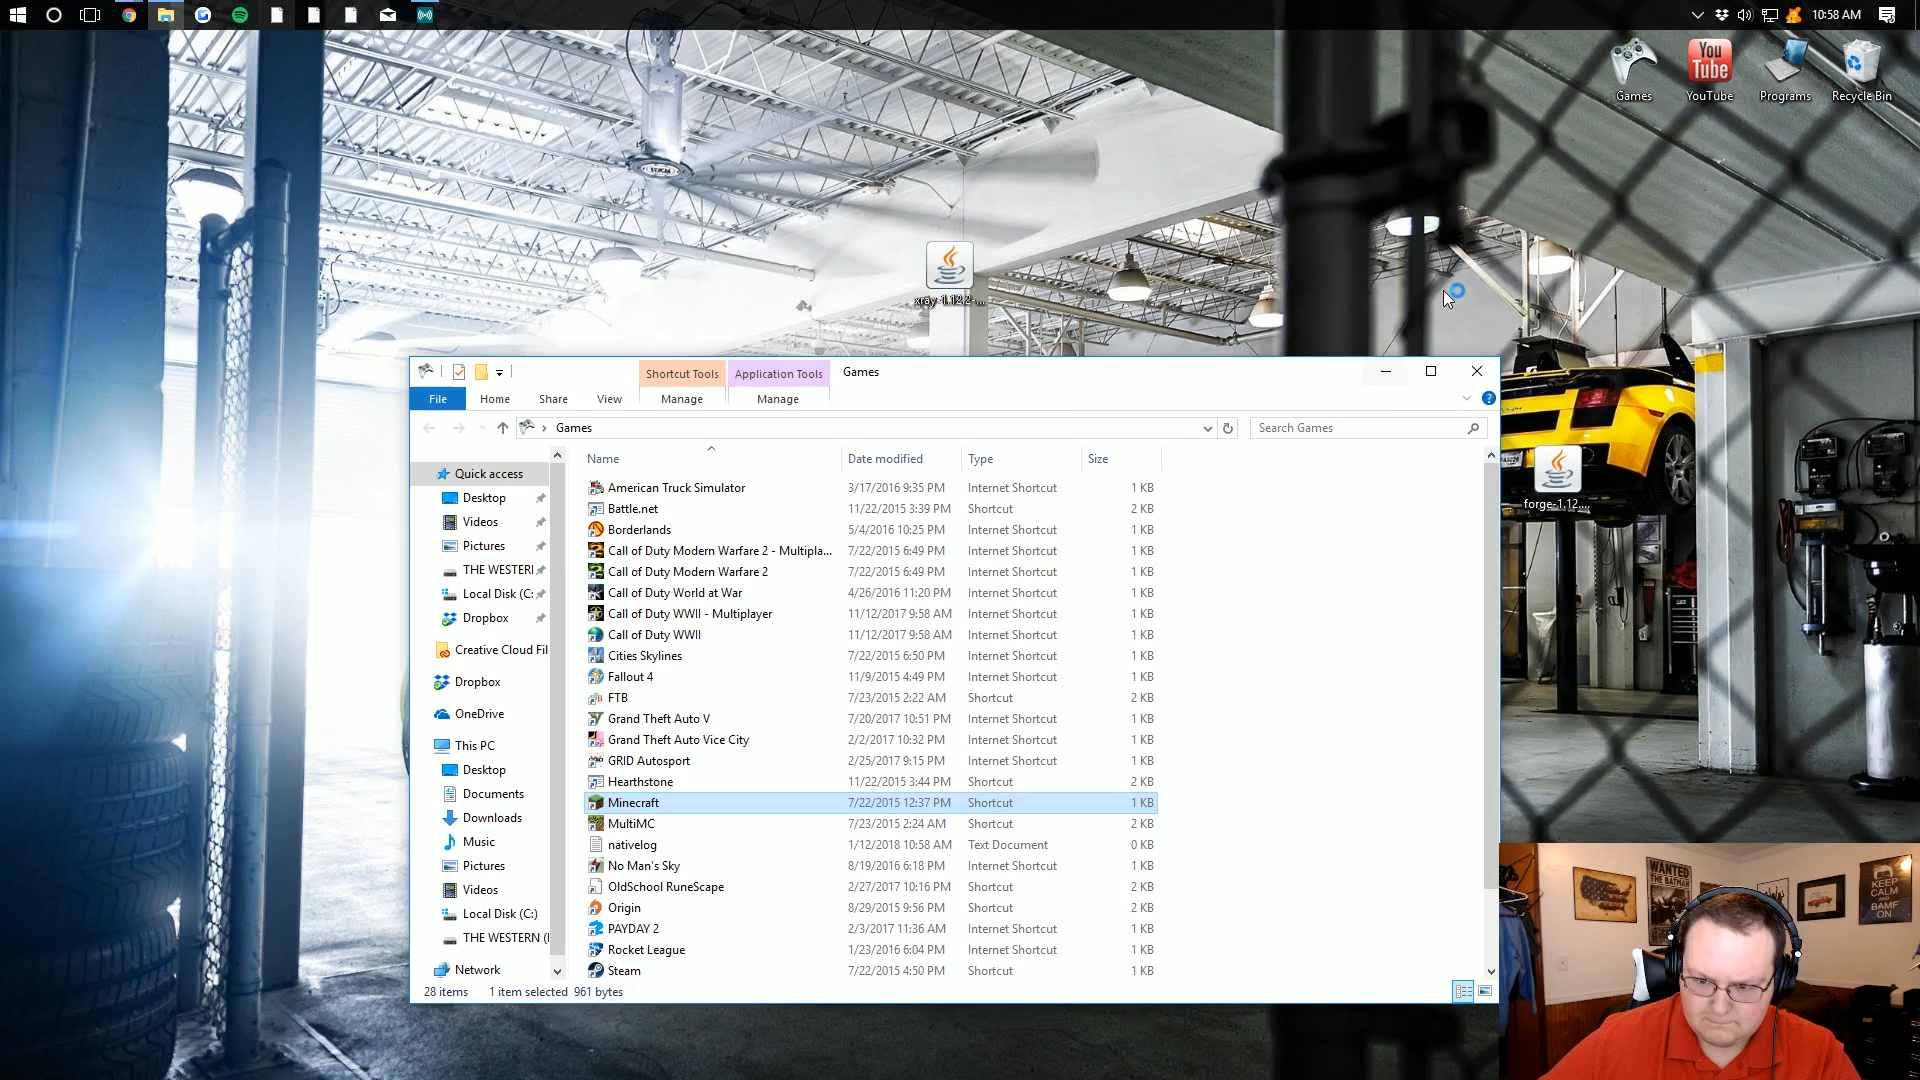 10:58 AM
Games
YouTube
Programs
Recycle Bin
You
Tube
xray-1.12.2-...
forge-1.12....
Shortcut Tools
Application Tools
Games
File
Home
Share
View
Manage
Manage
Games
Search Games
Name
Date modified
Type
Size
Quick access
Desktop
Videos
Pictures
THE WESTERI
Local Disk (C:
Dropbox
Creative Cloud Fil
Dropbox
OneDrive
This PC
Desktop
Documents
Downloads
Music
Pictures
Videos
Local Disk (C:)
THE WESTERN (I
Network
American Truck Simulator 3/17/2016 9:35 PM Internet Shortcut 1 KB
Battle.net 11/22/2015 3:39 PM Shortcut 2 KB
Borderlands 5/4/2016 10:25 PM Internet Shortcut 1 KB
Call of Duty Modern Warfare 2 - Multipla... 7/22/2015 6:49 PM Internet Shortcut 1 KB
Call of Duty Modern Warfare 2 7/22/2015 6:49 PM Internet Shortcut 1 KB
Call of Duty World at War 4/26/2016 11:20 PM Internet Shortcut 1 KB
Call of Duty WWII - Multiplayer 11/12/2017 9:58 AM Internet Shortcut 1 KB
Call of Duty WWII 11/12/2017 9:58 AM Internet Shortcut 1 KB
Cities Skylines 7/22/2015 6:50 PM Internet Shortcut 1 KB
Fallout 4 11/9/2015 4:49 PM Internet Shortcut 1 KB
FTB 7/23/2015 2:22 AM Shortcut 2 KB
Grand Theft Auto V 7/20/2017 10:51 PM Internet Shortcut 1 KB
Grand Theft Auto Vice City 2/2/2017 10:32 PM Internet Shortcut 1 KB
GRID Autosport 2/25/2017 9:15 PM Internet Shortcut 1 KB
Hearthstone 11/22/2015 3:44 PM Shortcut 2 KB
Minecraft 7/22/2015 12:37 PM Shortcut 1 KB
MultiMC 7/23/2015 2:24 AM Shortcut 2 KB
nativelog 1/12/2018 10:58 AM Text Document 0 KB
No Man's Sky 8/19/2016 6:18 PM Internet Shortcut 1 KB
OldSchool RuneScape 2/27/2017 10:16 PM Shortcut 2 KB
Origin 8/29/2015 9:56 PM Shortcut 2 KB
PAYDAY 2 2/3/2017 11:36 AM Internet Shortcut 1 KB
Rocket League 1/23/2016 6:04 PM Internet Shortcut 1 KB
Steam 7/22/2015 4:50 PM Shortcut 1 KB
28 items 1 item selected 961 bytes
WANTED
THE BATMAN
KEEP
CALM
AND
BAMF
ON